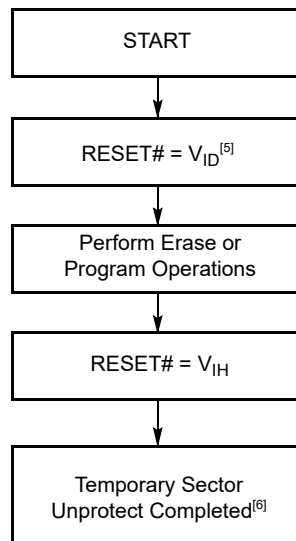 START
RESET# = VID[5]
Perform Erase or
Program Operations
RESET# = VIH
Temporary Sector
Unprotect Completed[6]